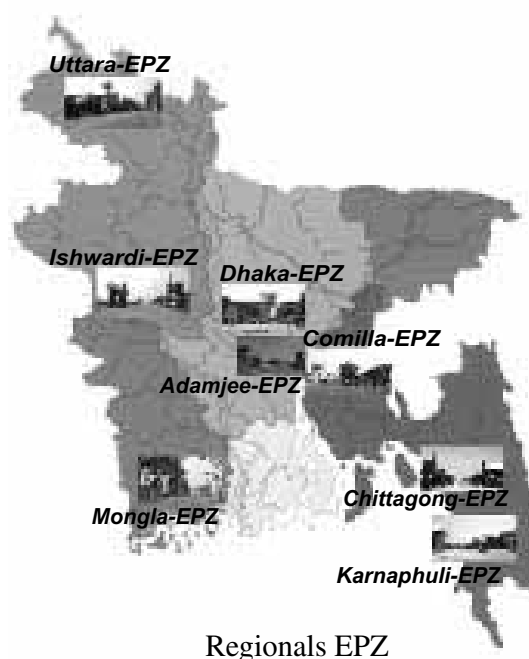 Uttara-EPZ
Ishwardi-EPZ
Dhaka-EPZ
Comilla-EPZ
Adamjee-EPZ
Chittagong-EPZ
Mongla-EPZ
Karnaphuli-EPZ
Regionals EPZ